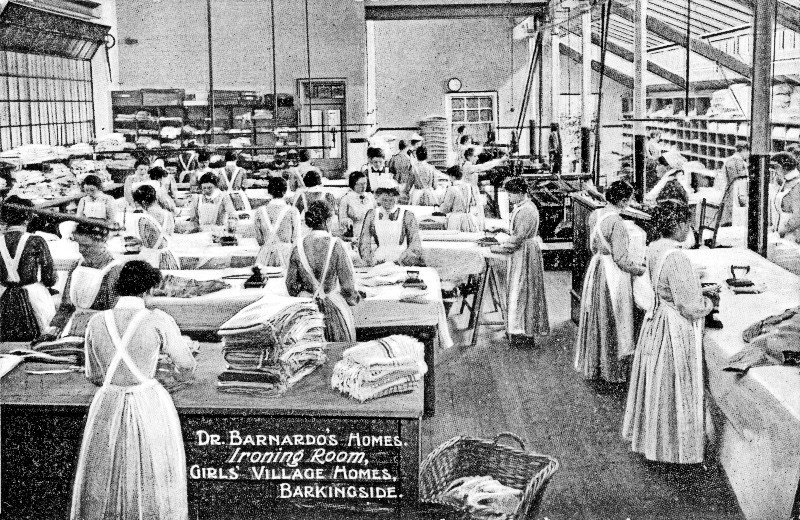 DR. BARNARDO'S HOMES.
Ironing Room,
GIRLS' VILLAGE HOMES,
BARKINGSIDE.